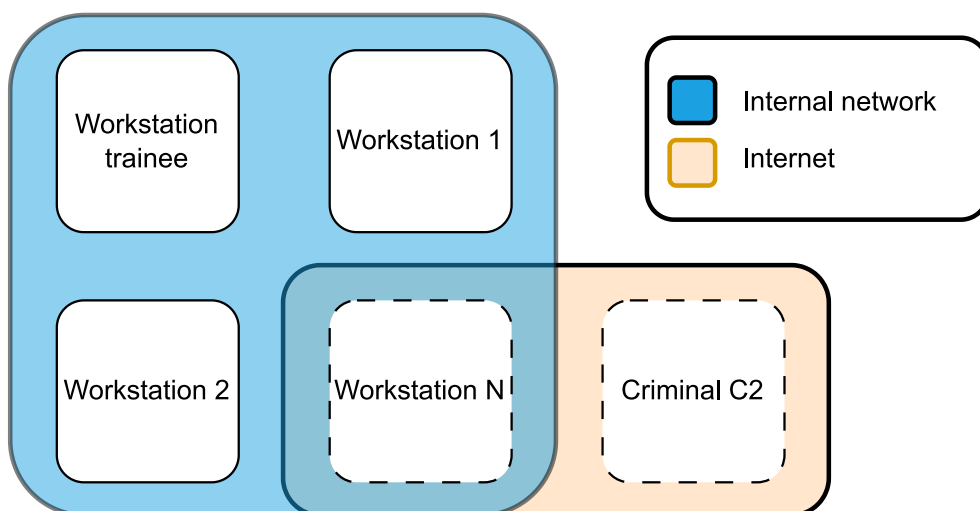 Workstation
trainee
Workstation 1
Internal network
Internet
Workstation 2
Workstation N
Criminal C2